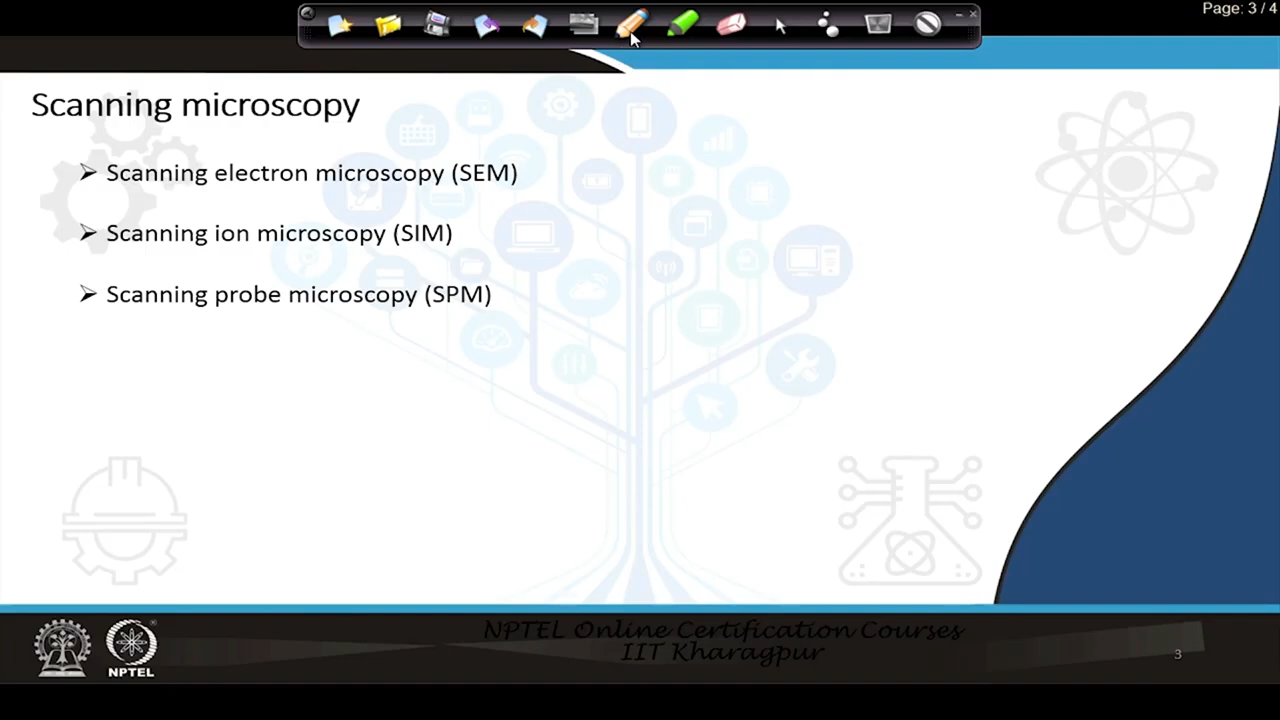 Page: 3 / 4
Scanning microscopy
➢ Scanning electron microscopy (SEM)
➢ Scanning ion microscopy (SIM)
➢ Scanning probe microscopy (SPM)
NPTEL Online Certification Courses
IIT Kharagpur
NPTEL
3